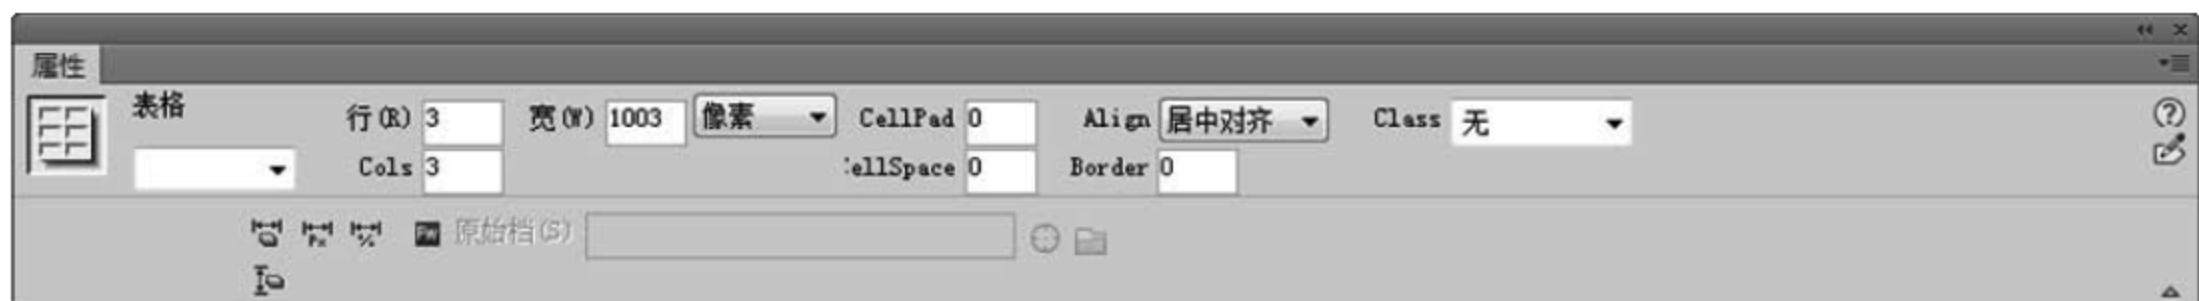 属性
表格 行(R) 3 宽(W) 1003 像素 CellPad 0 Align 居中对齐 Class 无
Cols 3 CellSpace 0 Border 0
Fw 原始档(S)